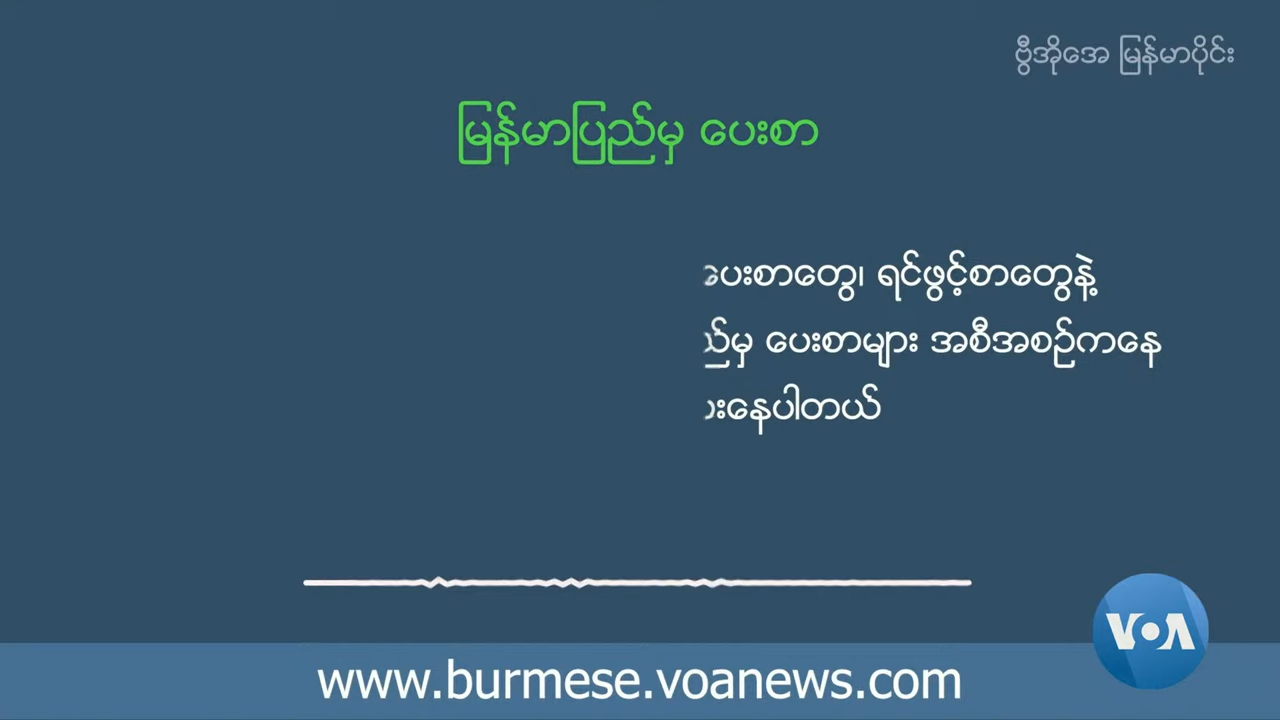 ဗွီအိုအေ မြန်မာပိုင်း
မြန်မာပြည်မှ ပေးစာ
ပေးစာတွေ၊ ရင်ဖွင့်စာတွေနဲ့
မှ ပေးစာများ အစီအစဉ်ကနေ
နေပါတယ်
VOA
www.burmese.voanews.com